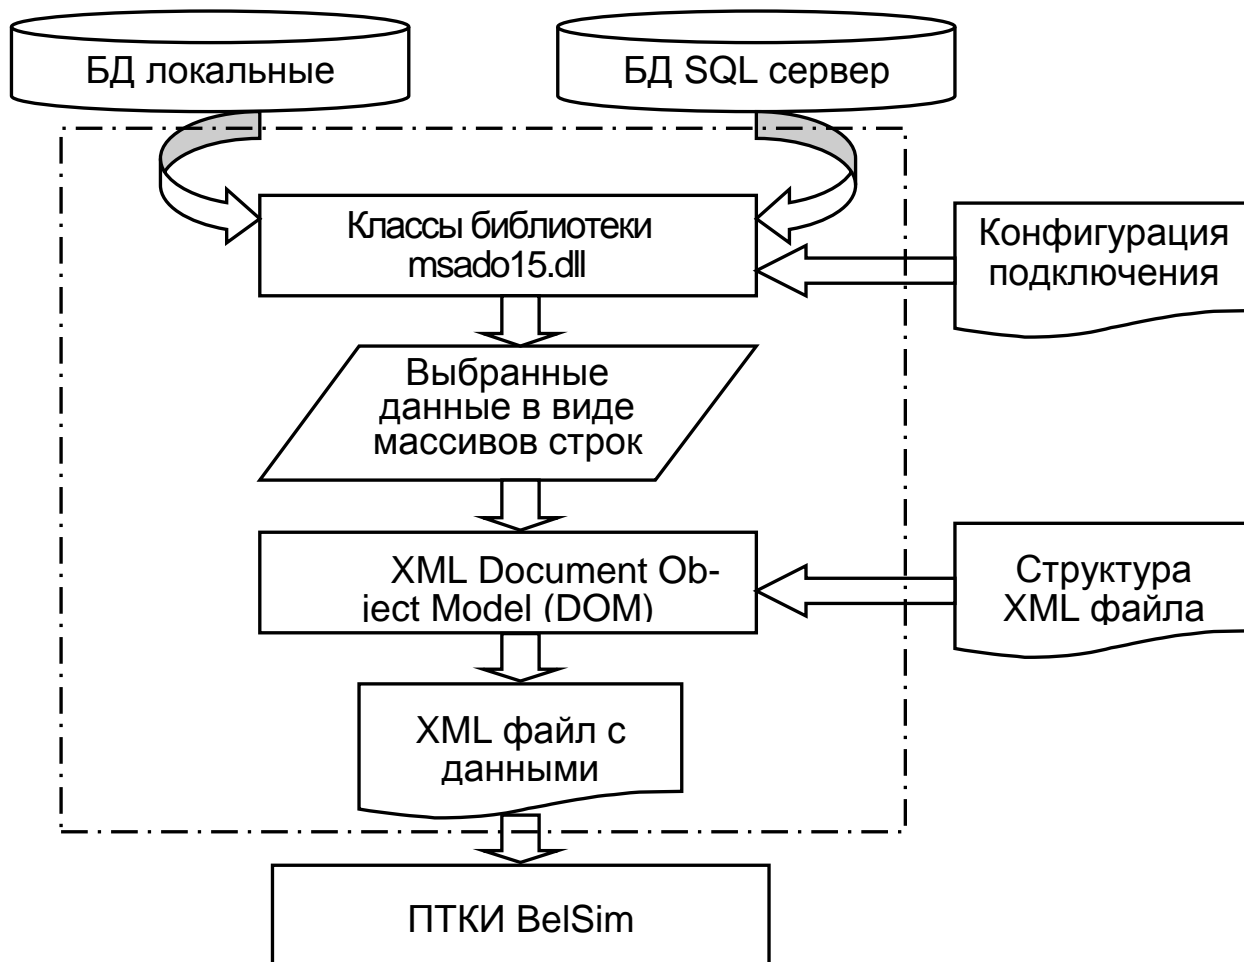 БД локальные
БД SQL сервер
Классы библиотеки
msado15.dll
Конфигурация
подключения
Выбранные
данные в виде
массивов строк
XML Document Ob-
ject Model (DOM)
Структура
XML файла
XML файл с
данными
ПТКИ BelSim